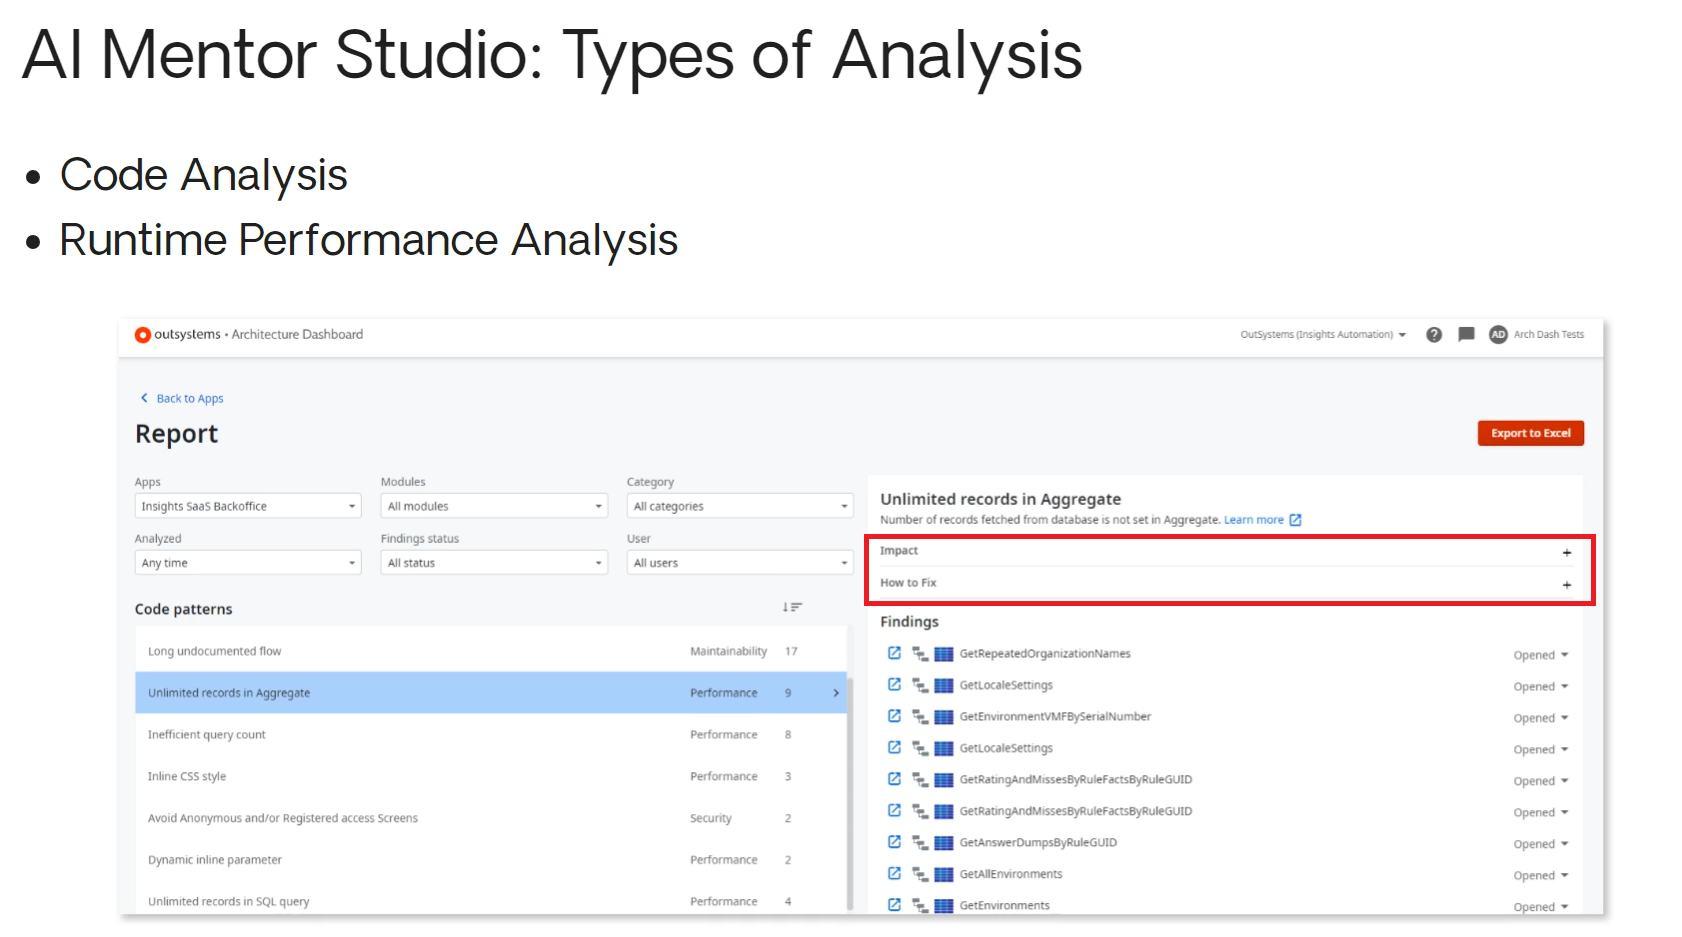 AI Mentor Studio: Types of Analysis
• Code Analysis
• Runtime Performance Analysis
outsystems • Architecture Dashboard
OutSystems (Insights Automation)
?
AD
Arch Dash Tests
Back to Apps
Report
Export to Excel
Apps
Modules
Category
Insights SaaS Backoffice
All modules
All categories
Analyzed
Findings status
User
Any time
All status
All users
Code patterns
Long undocumented flow Maintainability 17
Unlimited records in Aggregate Performance 9
Inefficient query count Performance 8
Inline CSS style Performance 3
Avoid Anonymous and/or Registered access Screens Security 2
Dynamic inline parameter Performance 2
Unlimited records in SQL query Performance 4
Unlimited records in Aggregate
Number of records fetched from database is not set in Aggregate. Learn more
Impact +
How to Fix +
Findings
GetRepeatedOrganizationNames Opened
GetLocaleSettings Opened
GetEnvironmentVMFBySerialNumber Opened
GetLocaleSettings Opened
GetRatingAndMissesByRuleFactsByRuleGUID Opened
GetRatingAndMissesByRuleFactsByRuleGUID Opened
GetAnswerDumpsByRuleGUID Opened
GetAllEnvironments Opened
GetEnvironments Opened